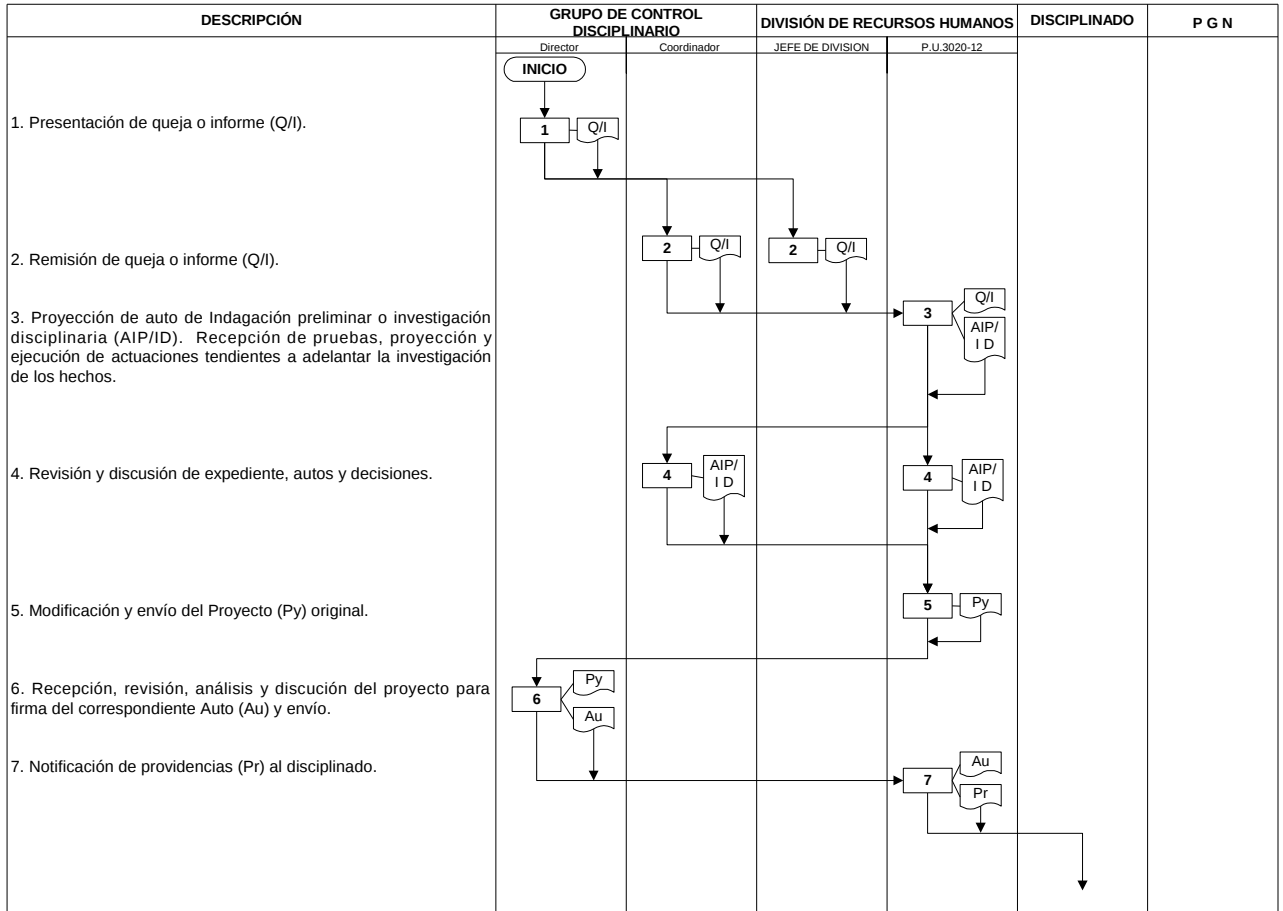 DESCRIPCIÓN
GRUPO DE CONTROL
DISCIPLINARIO
DIVISIÓN DE RECURSOS HUMANOS
DISCIPLINADO
P G N
Director
Coordinador
JEFE DE DIVISION
P.U.3020-12
INICIO
1. Presentación de queja o informe (Q/I).
1
Q/I
2. Remisión de queja o informe (Q/I).
2
Q/I
2
Q/I
3. Proyección de auto de Indagación preliminar o investigación
disciplinaria (AIP/ID). Recepción de pruebas, proyección y
ejecución de actuaciones tendientes a adelantar la investigación
de los hechos.
3
Q/I
AIP/
I D
4. Revisión y discusión de expediente, autos y decisiones.
4
AIP/
I D
4
AIP/
I D
5. Modificación y envío del Proyecto (Py) original.
5
Py
6. Recepción, revisión, análisis y discución del proyecto para
firma del correspondiente Auto (Au) y envío.
6
Py
Au
7. Notificación de providencias (Pr) al disciplinado.
7
Au
Pr